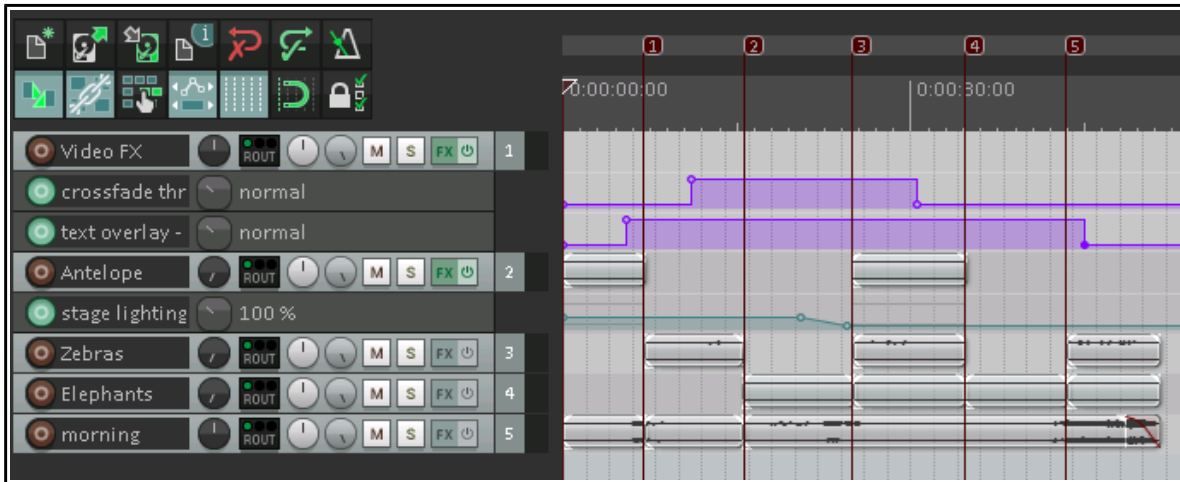 1 2 3 4 5
0:00:00:00 0:00:30:00
Video FX ROUT M S FX 1
crossfade thr normal
text overlay - normal
Antelope ROUT M S FX 2
stage lighting 100 %
Zebras ROUT M S FX 3
Elephants ROUT M S FX 4
morning ROUT M S FX 5